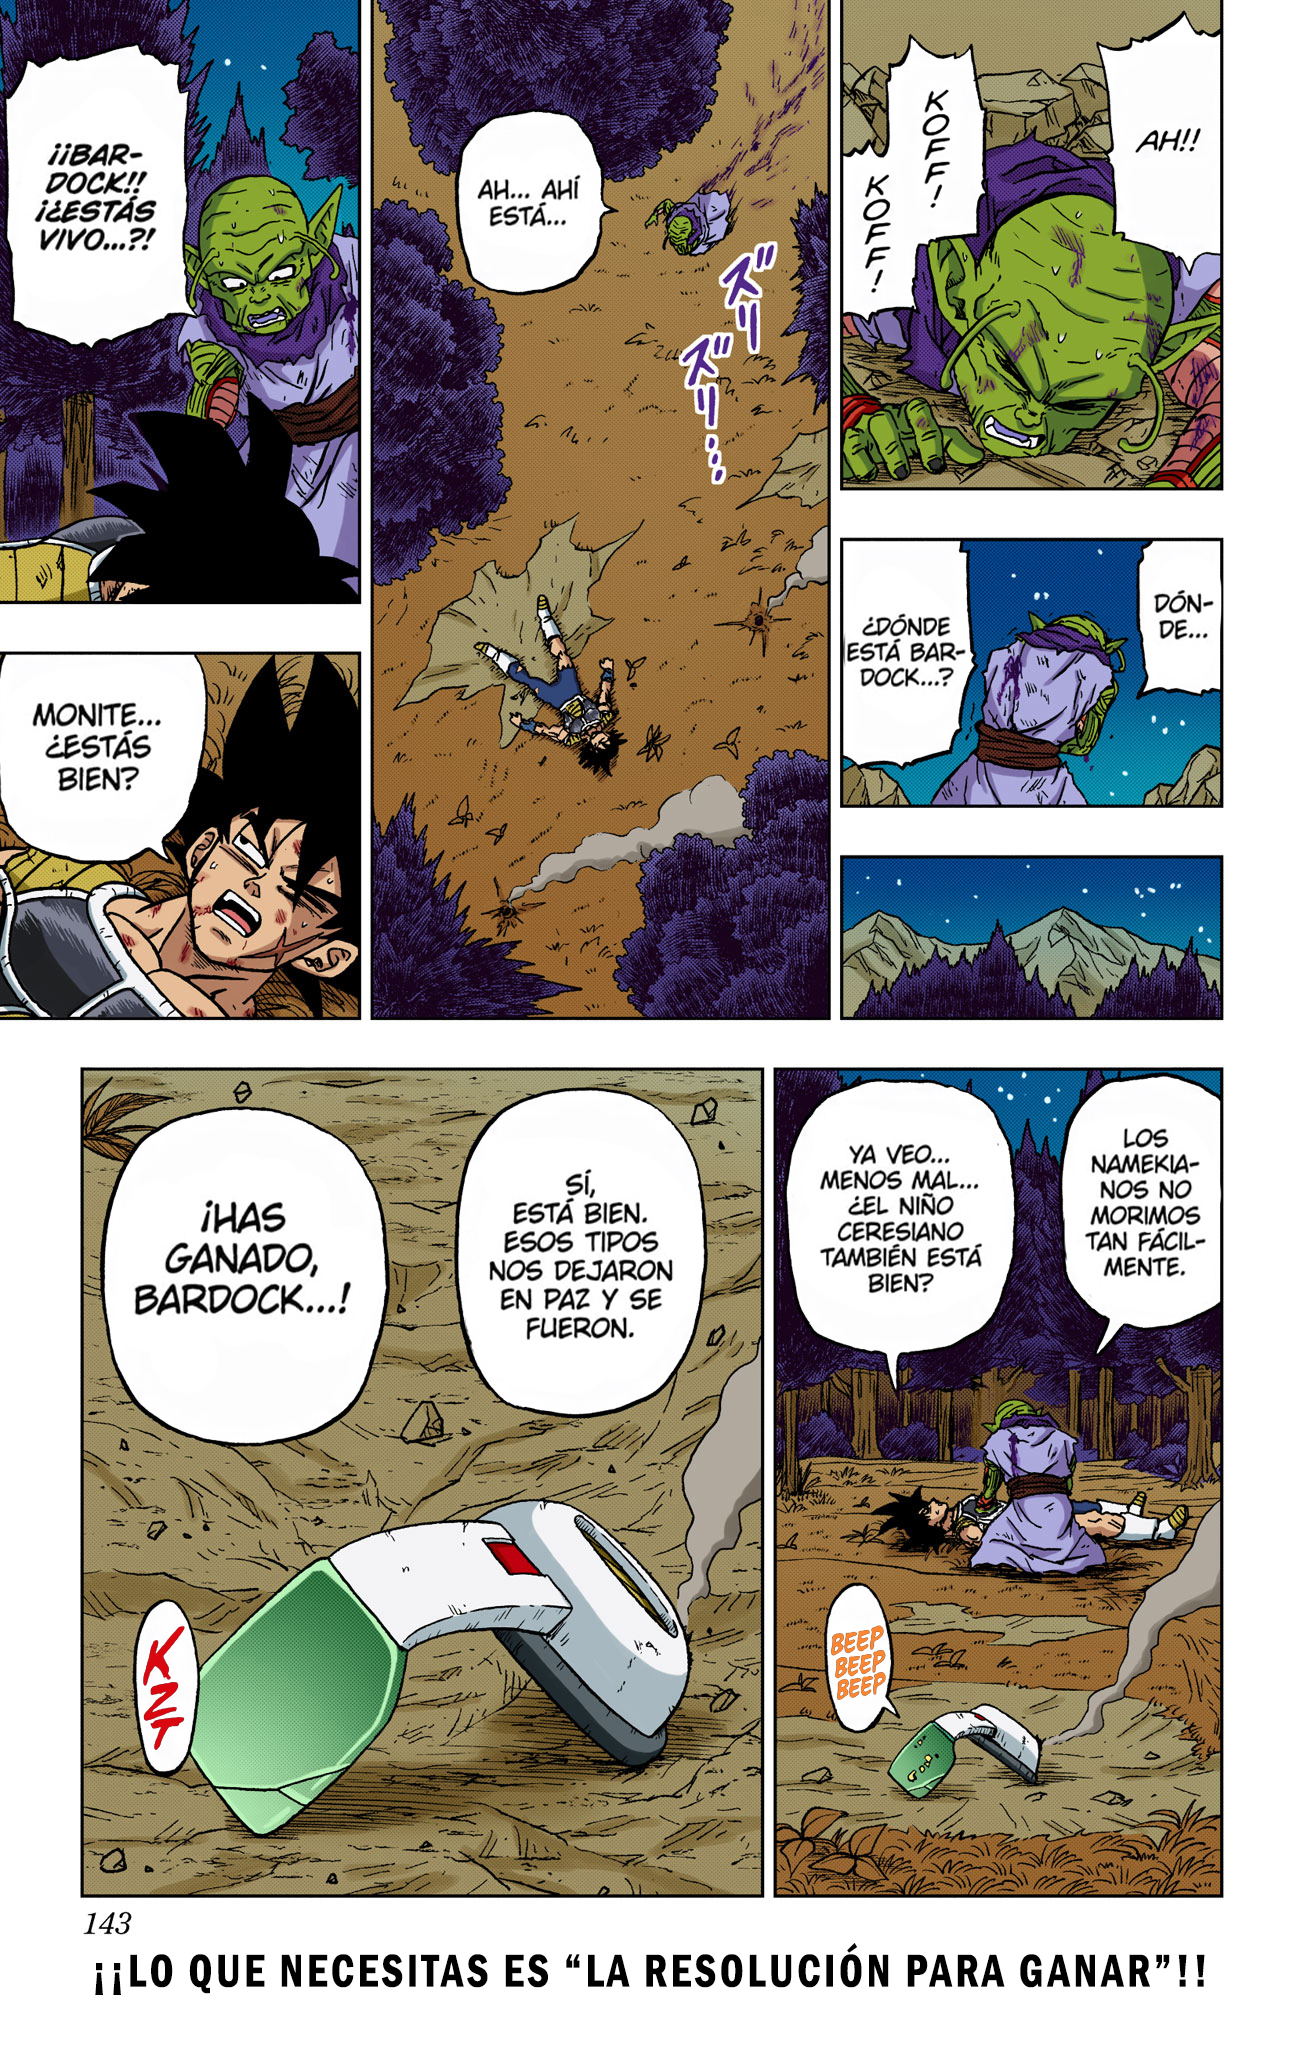 AH!!
KOFF!
KOFF!
DÓN-
DE...
¿DÓNDE
ESTÁ BAR-
DOCK...?
AH... AHÍ
ESTÁ...
ズリズリ…
¡¡BAR-
DOCK!!
¡¿ESTÁS
VIVO...?!
MONITE...
¿ESTÁS
BIEN?
LOS
NAMEKIA-
NOS NO
MORIMOS
TAN FÁCIL-
MENTE.
YA VEO...
MENOS MAL...
¿EL NIÑO
CERESIANO
TAMBIÉN ESTÁ
BIEN?
BEEP
BEEP
BEEP
SÍ,
ESTÁ BIEN.
ESOS TIPOS
NOS DEJARON
EN PAZ Y SE
FUERON.
¡HAS
GANADO,
BARDOCK...!
KZT
143
¡¡LO QUE NECESITAS ES “LA RESOLUCIÓN PARA GANAR”!!